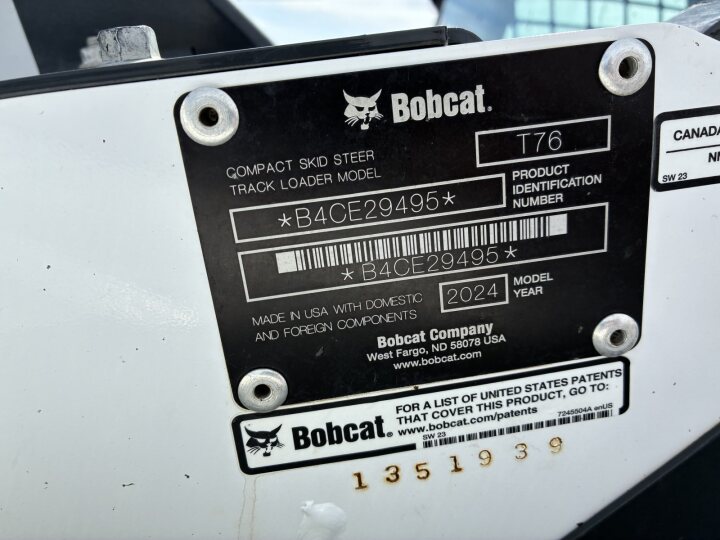 Bobcat.
COMPACT SKID STEER
TRACK LOADER MODEL
T76
*B4CE29495*
PRODUCT
IDENTIFICATION
NUMBER
*B4CE29495*
MADE IN USA WITH DOMESTIC
AND FOREIGN COMPONENTS
2024
MODEL
YEAR
Bobcat Company
West Fargo, ND 58078 USA
www.bobcat.com
CANADA
SW 23
Bobcat.
FOR A LIST OF UNITED STATES PATENTS
THAT COVER THIS PRODUCT, GO TO:
www.bobcat.com/patents
7245504A enUS
SW 23
1351939